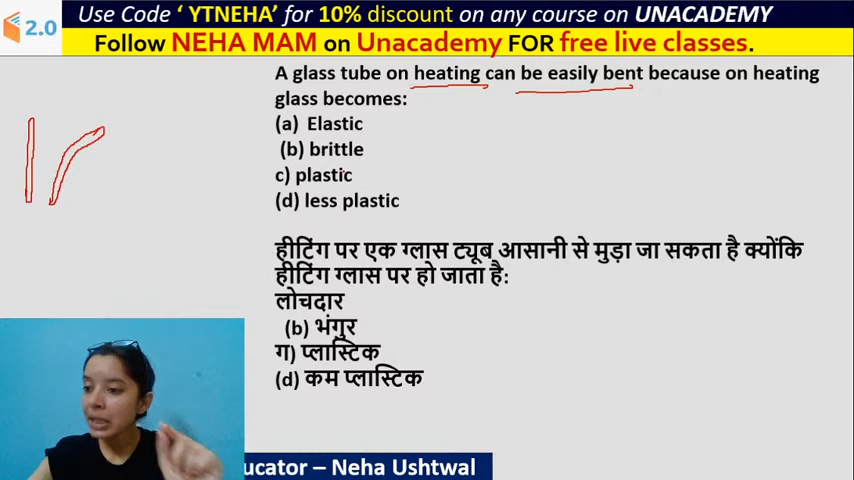 Use Code ‘ YTNEHA’ for 10% discount on any course on UNACADEMY
2.0
Follow NEHA MAM on Unacademy FOR free live classes.
A glass tube on heating can be easily bent because on heating
glass becomes:
(a) Elastic
(b) brittle
c) plastic
(d) less plastic
हीटिंग पर एक ग्लास ट्यूब आसानी से मुड़ा जा सकता है क्योंकि
हीटिंग ग्लास पर हो जाता है:
लोचदार
(b) भंगुर
ग) प्लास्टिक
(d) कम प्लास्टिक
ucator – Neha Ushtwal